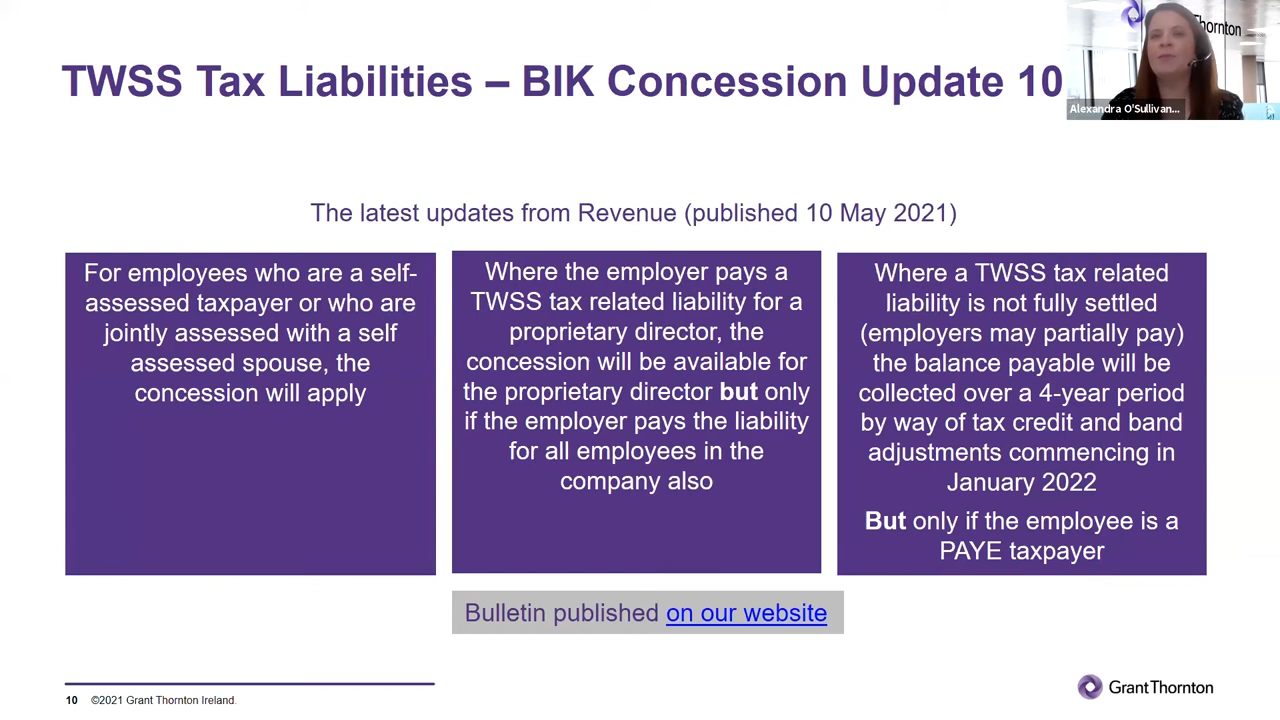 TWSS Tax Liabilities – BIK Concession Update 10
Thornton
Alexandra O'Sullivan...
The latest updates from Revenue (published 10 May 2021)
For employees who are a self-
assessed taxpayer or who are
jointly assessed with a self
assessed spouse, the
concession will apply
Where the employer pays a
TWSS tax related liability for a
proprietary director, the
concession will be available for
the proprietary director but only
if the employer pays the liability
for all employees in the
company also
Where a TWSS tax related
liability is not fully settled
(employers may partially pay)
the balance payable will be
collected over a 4-year period
by way of tax credit and band
adjustments commencing in
January 2022
But only if the employee is a
PAYE taxpayer
Bulletin published on our website
10 ©2021 Grant Thornton Ireland.
Grant Thornton